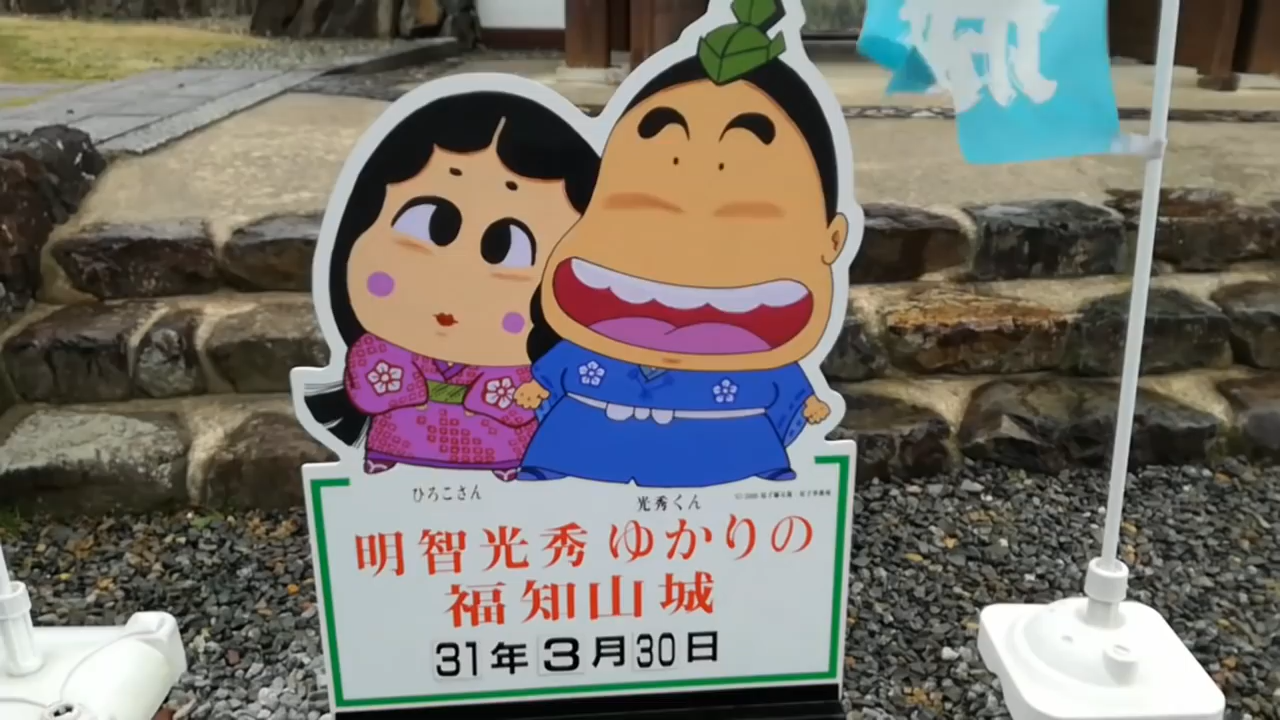 ひろこさん
光秀くん
明智光秀ゆかりの
福知山城
31年3月30日